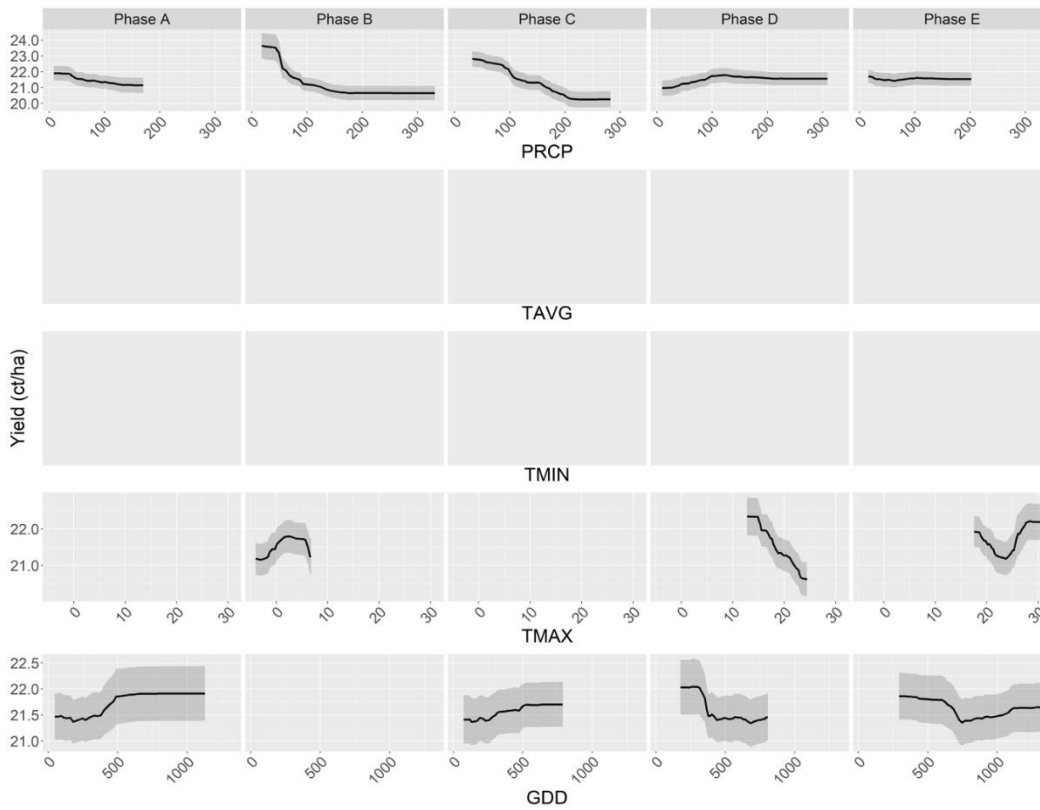 Phase A Phase B Phase C Phase D Phase E
24.0
23.0
22.0
21.0
20.0
0 100 200 300 0 100 200 300 0 100 200 300 0 100 200 300 0 100 200 300
PRCP
TAVG
Yield (ct/ha)
TMIN
22.0
21.0
0 10 20 30 0 10 20 30 0 10 20 30 0 10 20 30 0 10 20 30
TMAX
22.5
22.0
21.5
21.0
0 500 1000 0 500 1000 0 500 1000 0 500 1000 0 500 1000
GDD